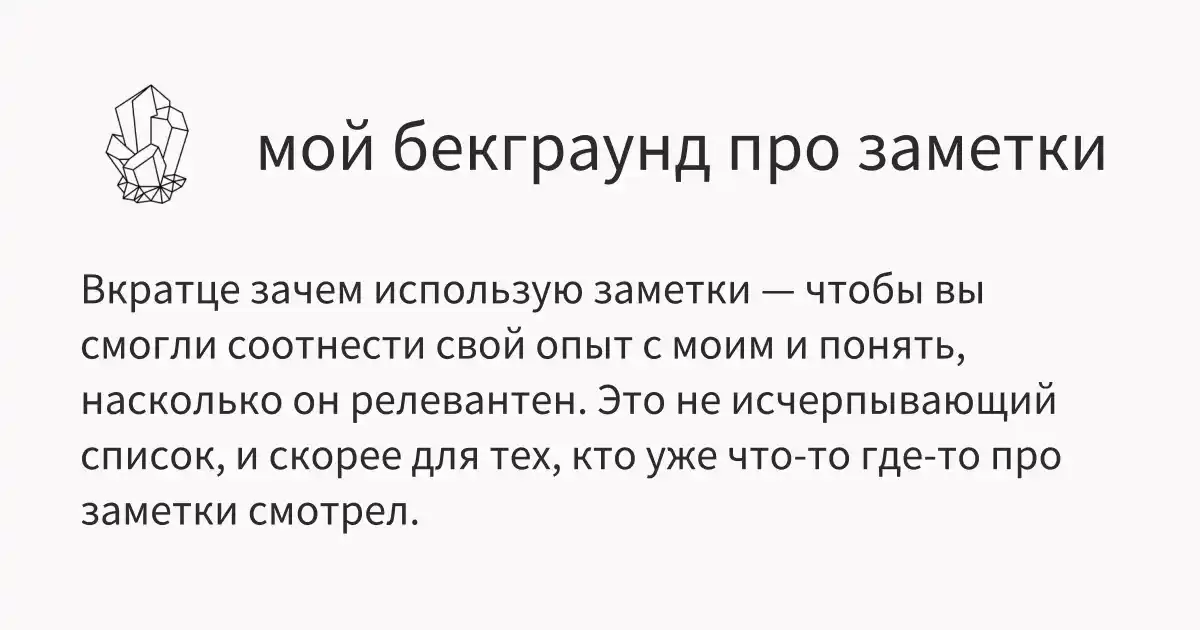 мой бекграунд про заметки
Вкратце зачем использую заметки — чтобы вы
смогли соотнести свой опыт с моим и понять,
насколько он релевантен. Это не исчерпывающий
список, и скорее для тех, кто уже что-то где-то про
заметки смотрел.